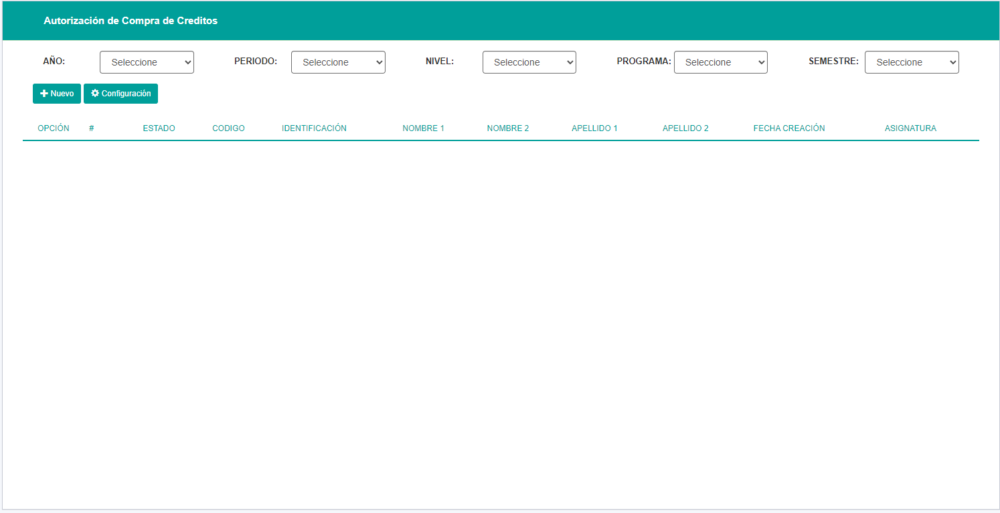 Autorización de Compra de Creditos
AÑO: Seleccione PERIODO: Seleccione NIVEL: Seleccione PROGRAMA: Seleccione SEMESTRE: Seleccione
Nuevo Configuración
OPCIÓN # ESTADO CODIGO IDENTIFICACIÓN NOMBRE 1 NOMBRE 2 APELLIDO 1 APELLIDO 2 FECHA CREACIÓN ASIGNATURA